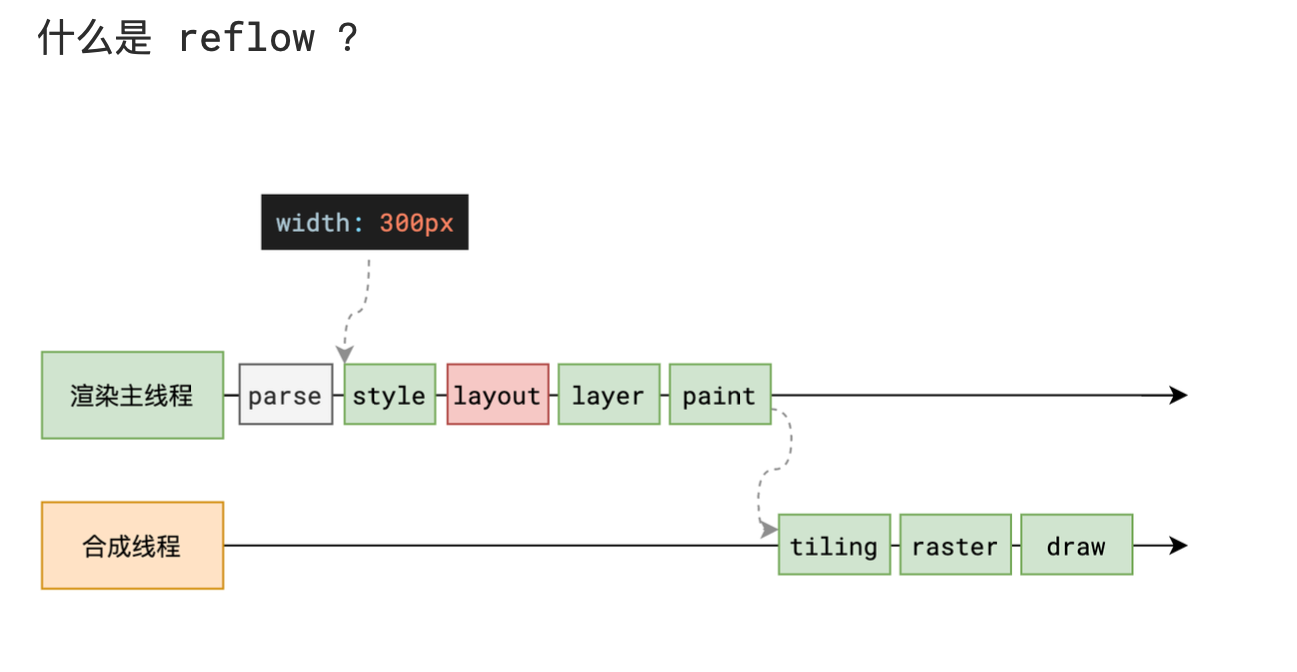 什么是 reflow ?
width: 300px
渲染主线程
parse
style
layout
layer
paint
合成线程
tiling
raster
draw